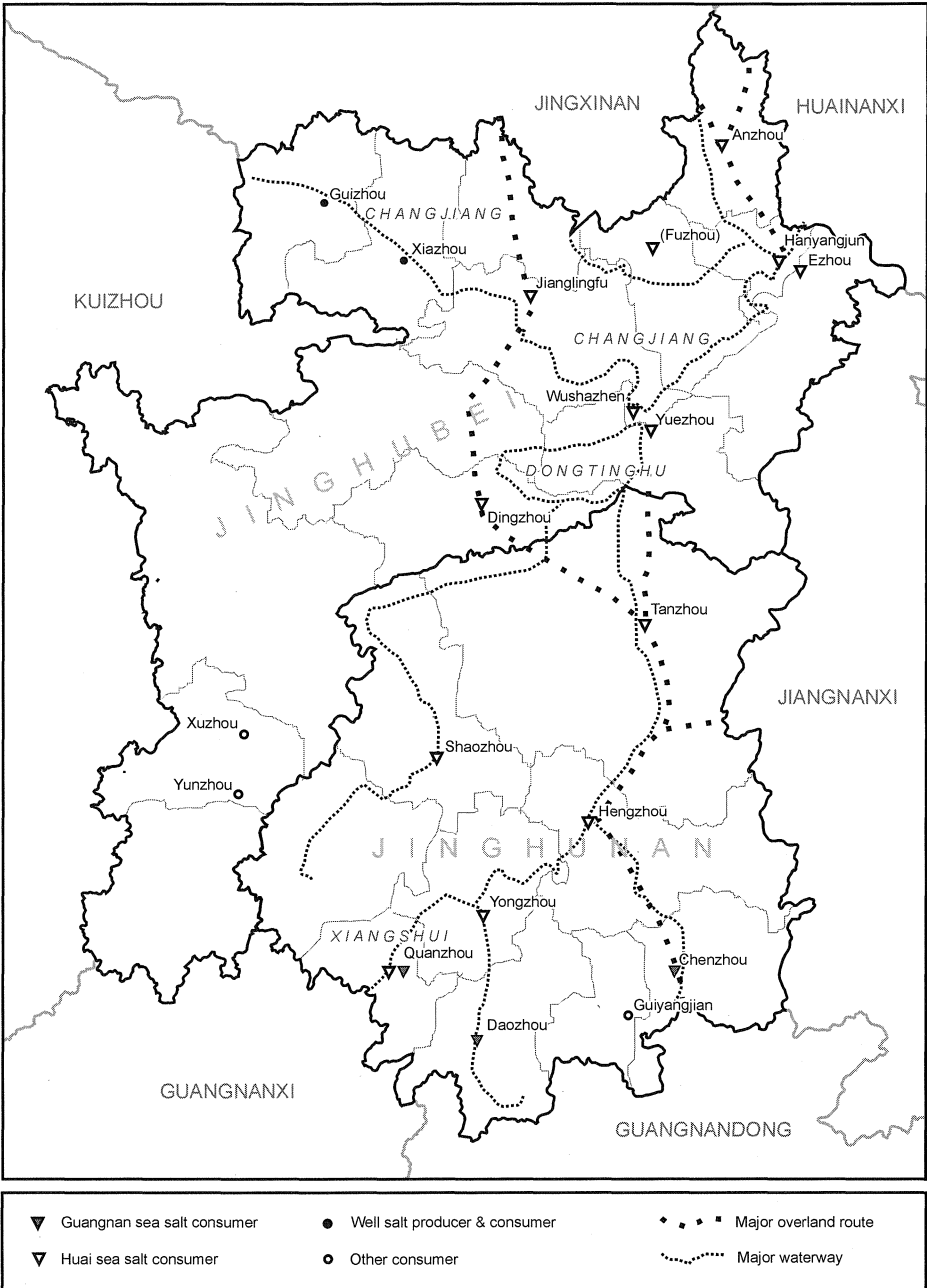 JINGXINAN
HUAINANXI
Anzhou
Guizhou
CHANGJIANG
(Fuzhou)
Hanyangjun
Xiazhou
Ezhou
Jianglingfu
KUIZHOU
CHANGJIANG
Wushazhen
Yuezhou
JINGHUBEI
DONGTINGHU
Dingzhou
Tanzhou
JIANGNANXI
Xuzhou
Shaozhou
Yunzhou
Hengzhou
JINGHUNAN
Yongzhou
XIANGSHUI
Quanzhou
Chenzhou
Guiyangjian
Daozhou
GUANGNANXI
GUANGNANDONG
Guangnan sea salt consumer
Well salt producer & consumer
Major overland route
Huai sea salt consumer
Other consumer
Major waterway